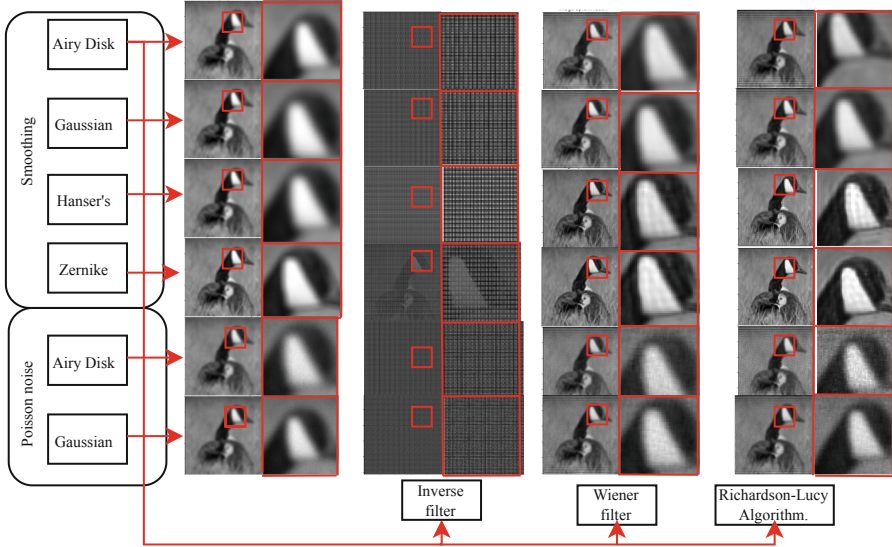 Smoothing
Airy Disk
Gaussian
Hanser's
Zernike
Poisson noise
Airy Disk
Gaussian
Inverse
filter
Wiener
filter
Richardson-Lucy
Algorithm.